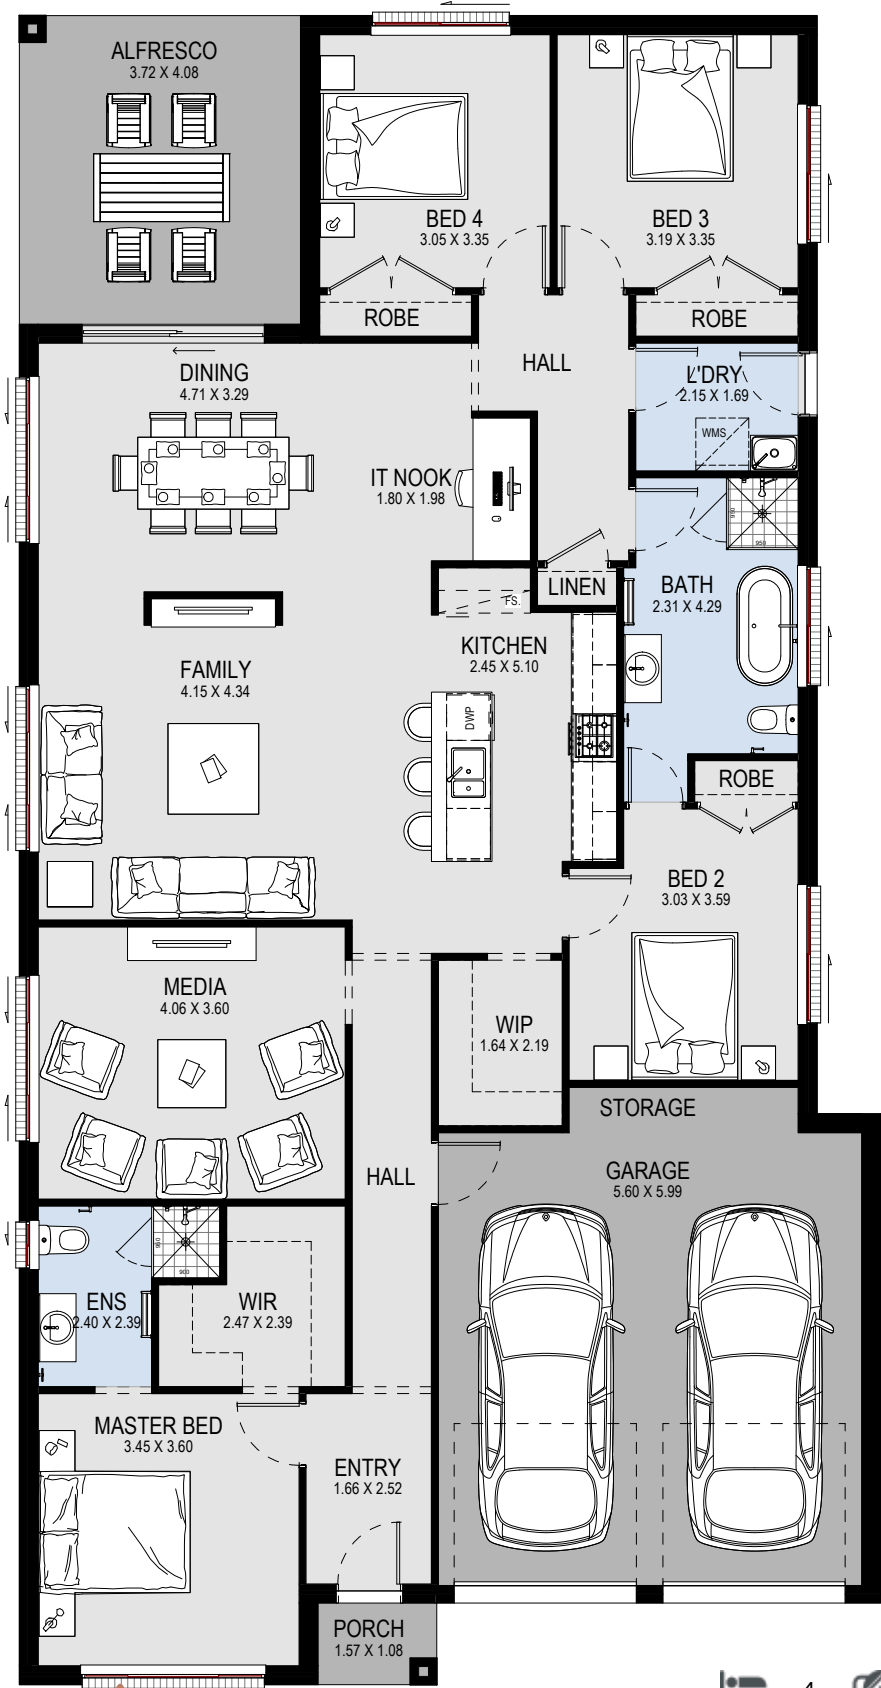 ALFRESCO
3.72 X 4.08
BED 4
3.05 X 3.35
BED 3
3.19 X 3.35
ROBE
ROBE
HALL
DINING
4.71 X 3.29
L'DRY
2.15 X 1.69
WMS
IT NOOK
1.80 X 1.98
950
950
LINEN
BATH
2.31 X 4.29
FS.
KITCHEN
2.45 X 5.10
FAMILY
4.15 X 4.34
DWP
ROBE
BED 2
3.03 X 3.59
MEDIA
4.06 X 3.60
WIP
1.64 X 2.19
STORAGE
HALL
GARAGE
5.60 X 5.99
900
ENS
2.40 X 2.39
WIR
2.47 X 2.39
MASTER BED
3.45 X 3.60
ENTRY
1.66 X 2.52
PORCH
1.57 X 1.08